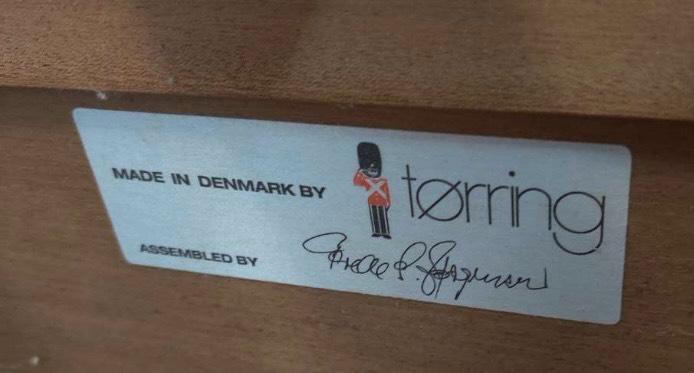 MADE IN DENMARK BY tørring
ASSEMBLED BY